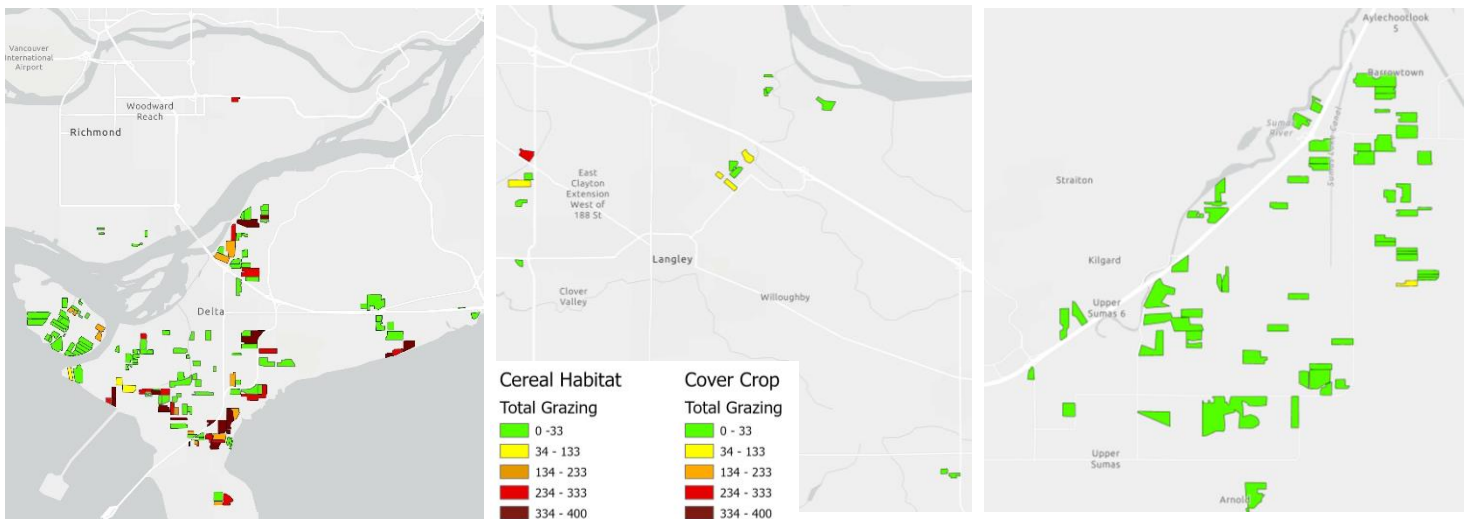 Vancouver
International
Airport
Woodward
Reach
Richmond
Delta
East
Clayton
Extension
West of
188 St
Langley
Clover
Valley
Willoughby
Cereal Habitat
Total Grazing
0 -33
34 - 133
134 - 233
234 - 333
334 - 400
Cover Crop
Total Grazing
0 - 33
34 - 133
134 - 233
234 - 333
334 - 400
Aylechootlook
5
Barrowtown
Sumas
River
Sumas Lake Canal
Straiton
Kilgard
Upper
Sumas 6
Upper
Sumas
Arnold